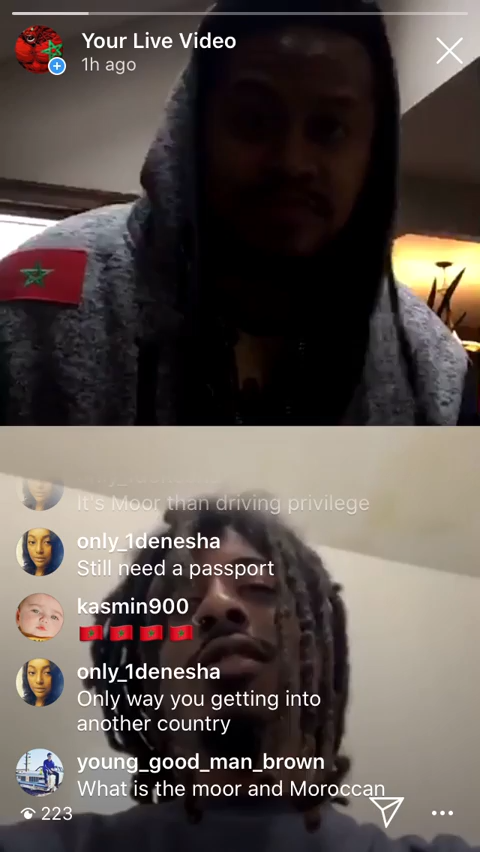 Your Live Video
1h ago
only_1denesha
It's Moor than driving privilege
only_1denesha
Still need a passport
kasmin900
🇲🇦 🇲🇦 🇲🇦 🇲🇦
only_1denesha
Only way you getting into
another country
young_good_man_brown
What is the moor and Moroccan
223